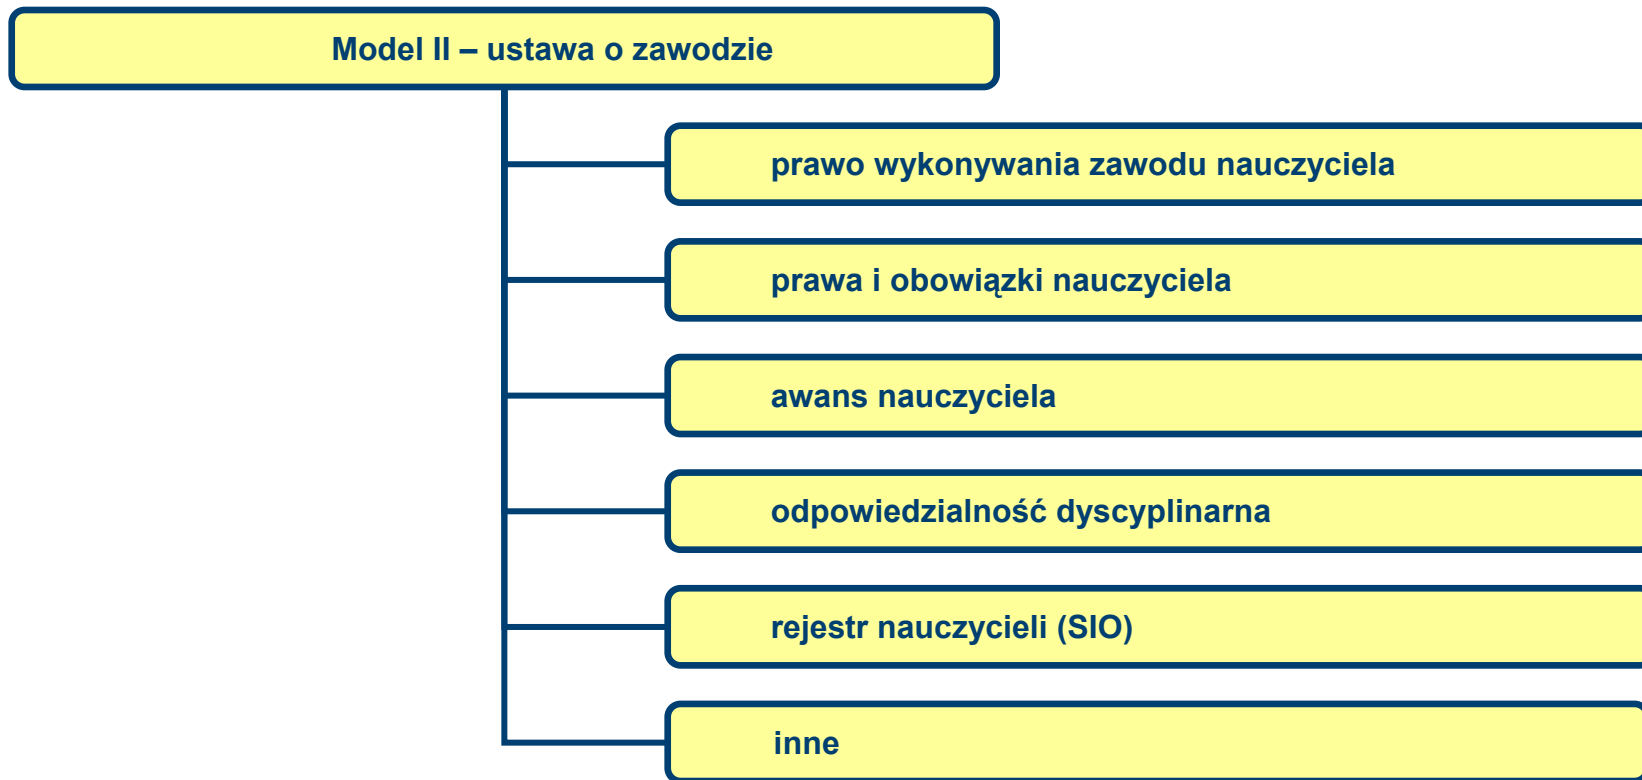 Model II – ustawa o zawodzie
prawo wykonywania zawodu nauczyciela
prawa i obowiązki nauczyciela
awans nauczyciela
odpowiedzialność dyscyplinarna
rejestr nauczycieli (SIO)
inne